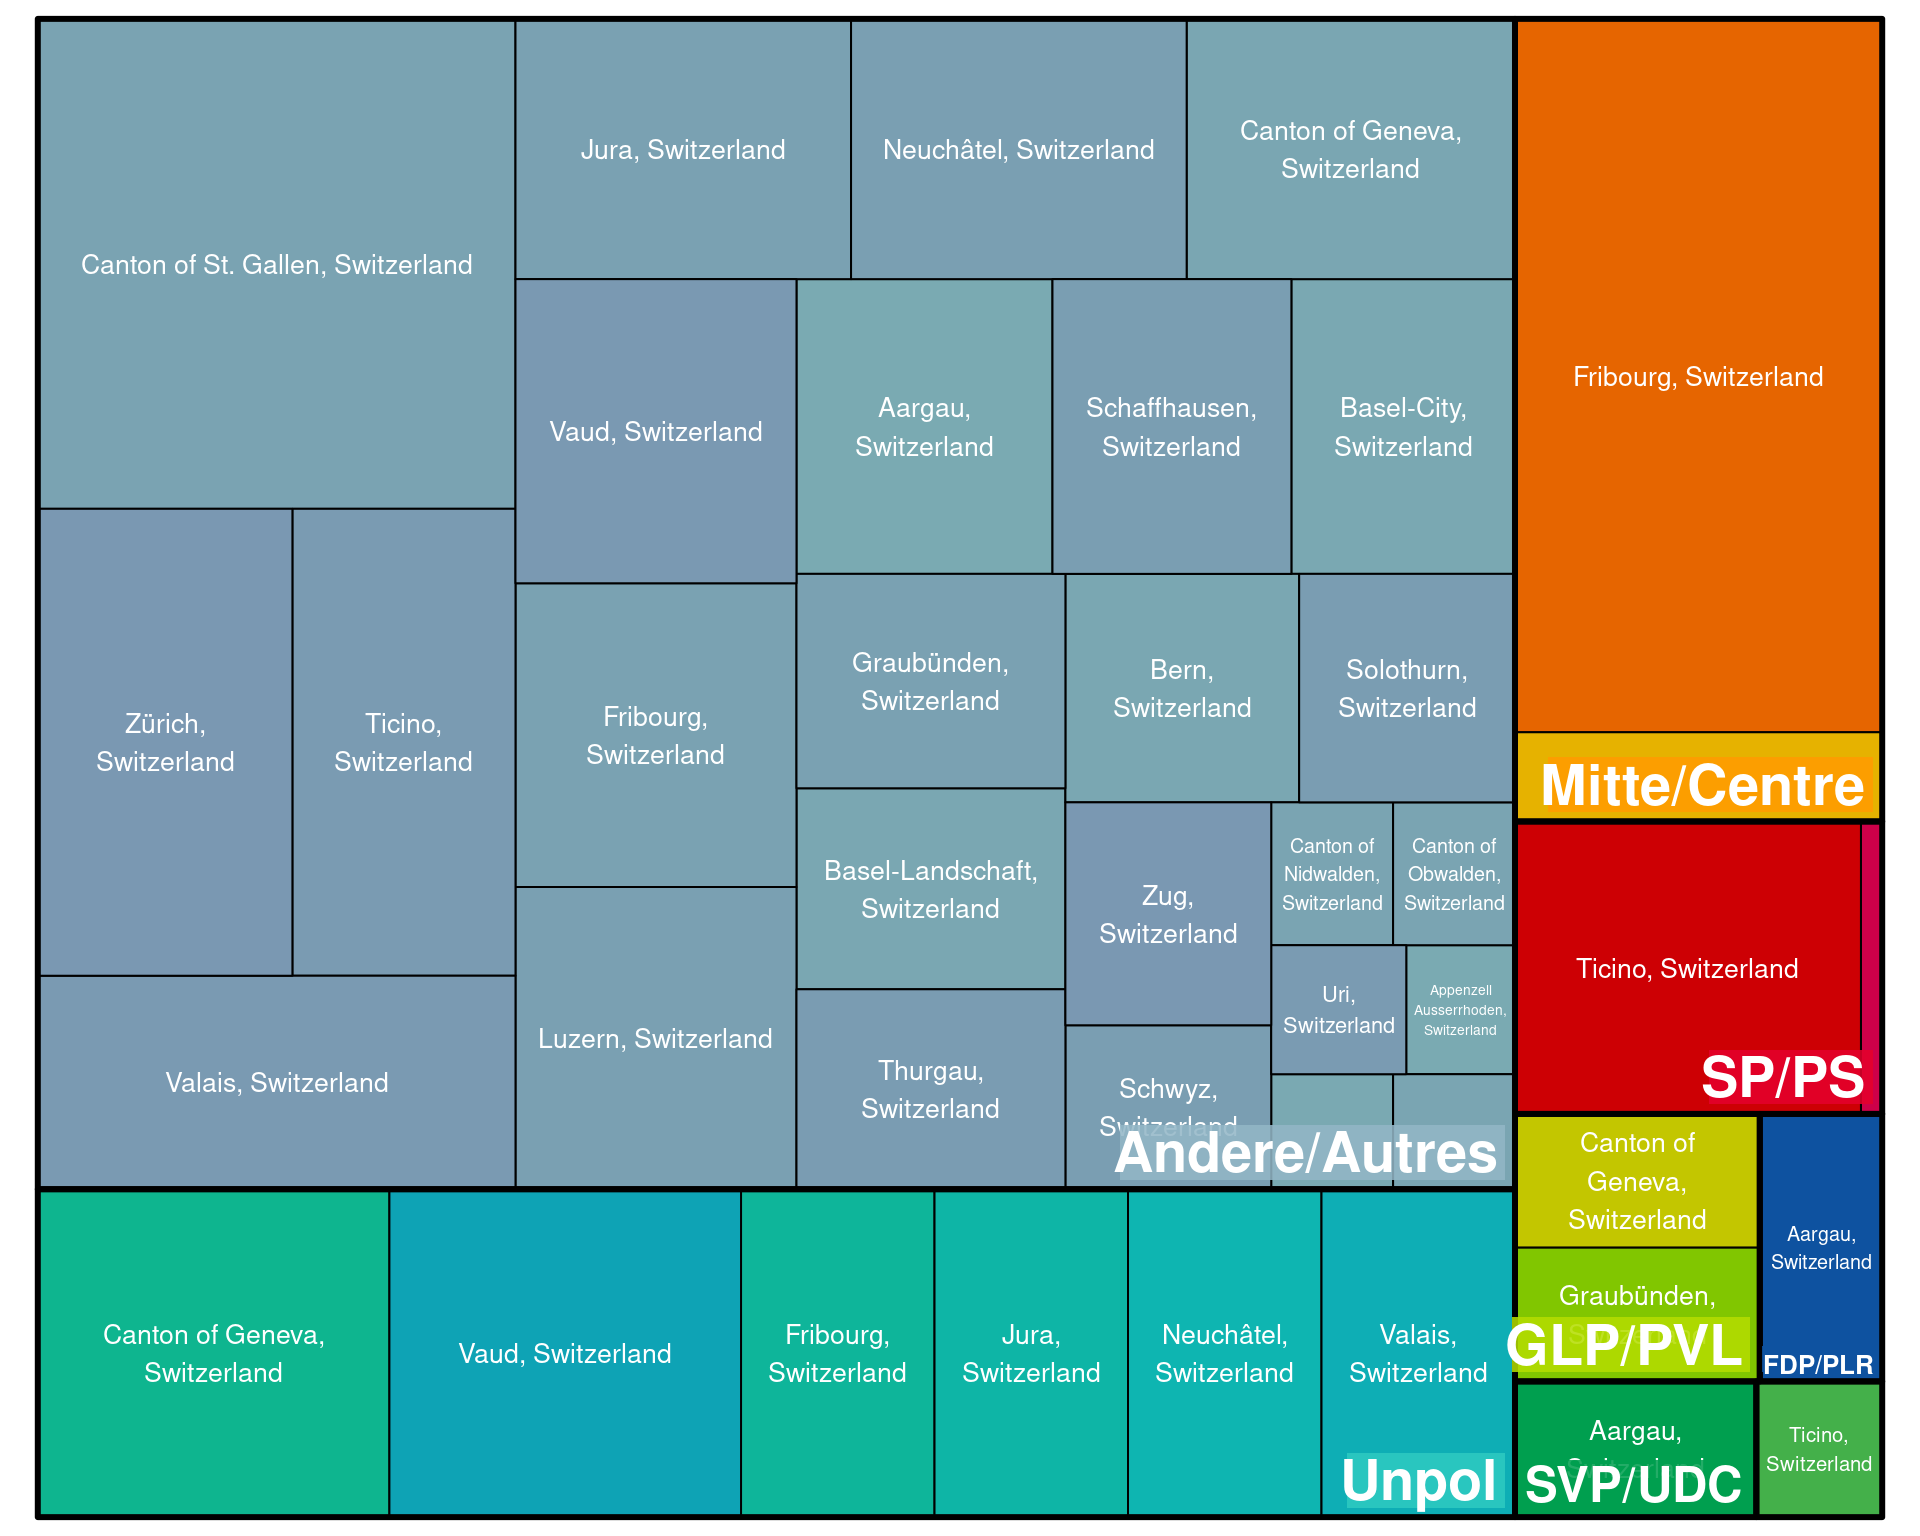 Canton of St. Gallen, Switzerland
Jura, Switzerland
Neuchâtel, Switzerland
Canton of Geneva,
Switzerland
Vaud, Switzerland
Aargau,
Switzerland
Schaffhausen,
Switzerland
Basel-City,
Switzerland
Zürich,
Switzerland
Ticino,
Switzerland
Fribourg,
Switzerland
Graubünden,
Switzerland
Bern,
Switzerland
Solothurn,
Switzerland
Basel-Landschaft,
Switzerland
Zug,
Switzerland
Canton of
Nidwalden,
Switzerland
Canton of
Obwalden,
Switzerland
Uri,
Switzerland
Appenzell
Ausserrhoden,
Switzerland
Valais, Switzerland
Luzern, Switzerland
Thurgau,
Switzerland
Schwyz,
Switzerland
Andere/Autres
Canton of Geneva,
Switzerland
Vaud, Switzerland
Fribourg,
Switzerland
Jura,
Switzerland
Neuchâtel,
Switzerland
Valais,
Switzerland
Unpol
Fribourg, Switzerland
Mitte/Centre
Ticino, Switzerland
SP/PS
Canton of
Geneva,
Switzerland
Graubünden,
GLP/PVL
Aargau,
Switzerland
FDP/PLR
Aargau,
Switzerland
SVP/UDC
Ticino,
Switzerland